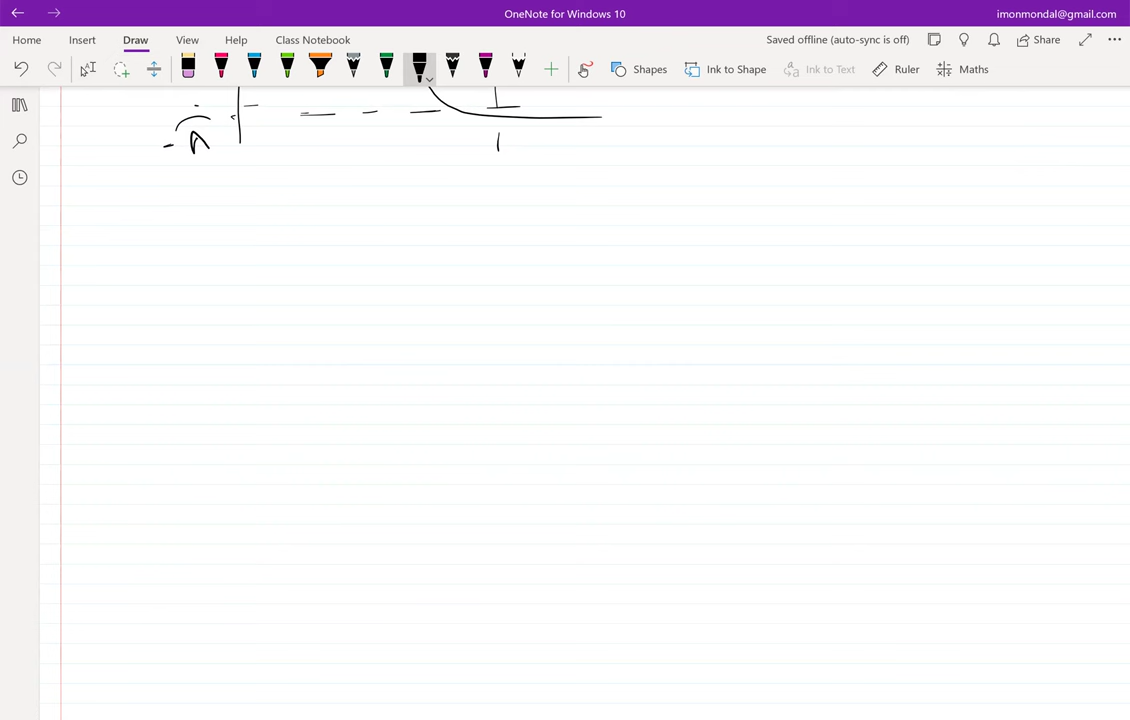 OneNote for Windows 10
imonmondal@gmail.com
Home Insert Draw View Help Class Notebook
Saved offline (auto-sync is off) Share
Shapes Ink to Shape Ink to Text Ruler Maths